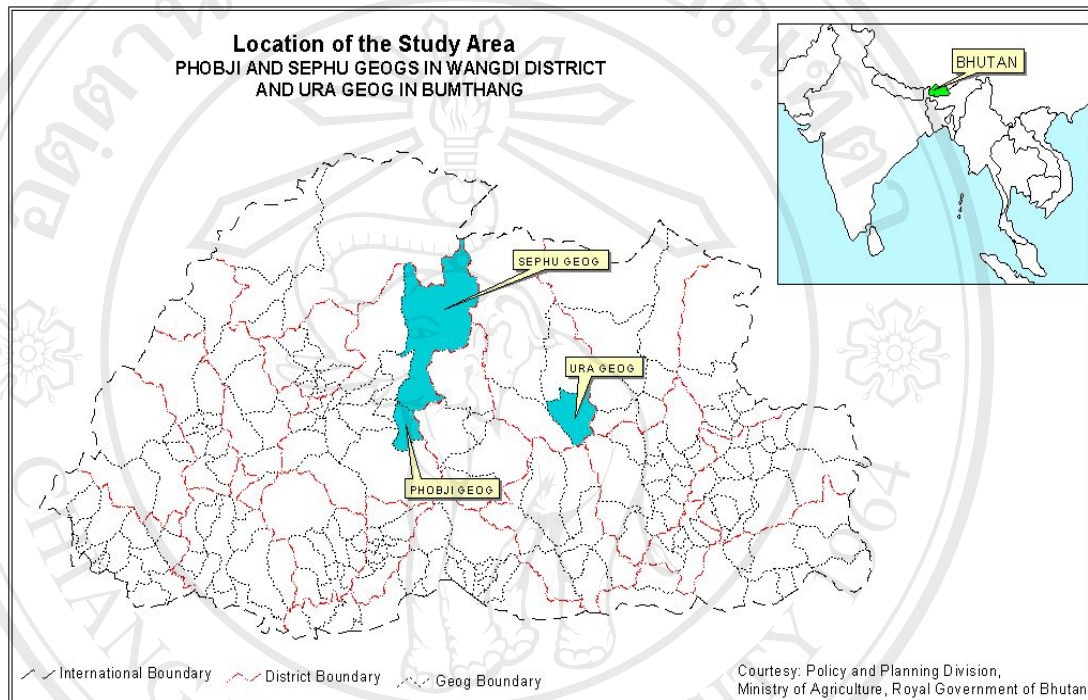 Location of the Study Area
PHOBJI AND SEPHU GEOGS IN WANGDI DISTRICT
AND URA GEOG IN BUMTHANG
BHUTAN
SEPHU GEOG
URA GEOG
PHOBJI GEOG
International Boundary
District Boundary
Geog Boundary
Courtesy: Policy and Planning Division,
Ministry of Agriculture, Royal Government of Bhutan